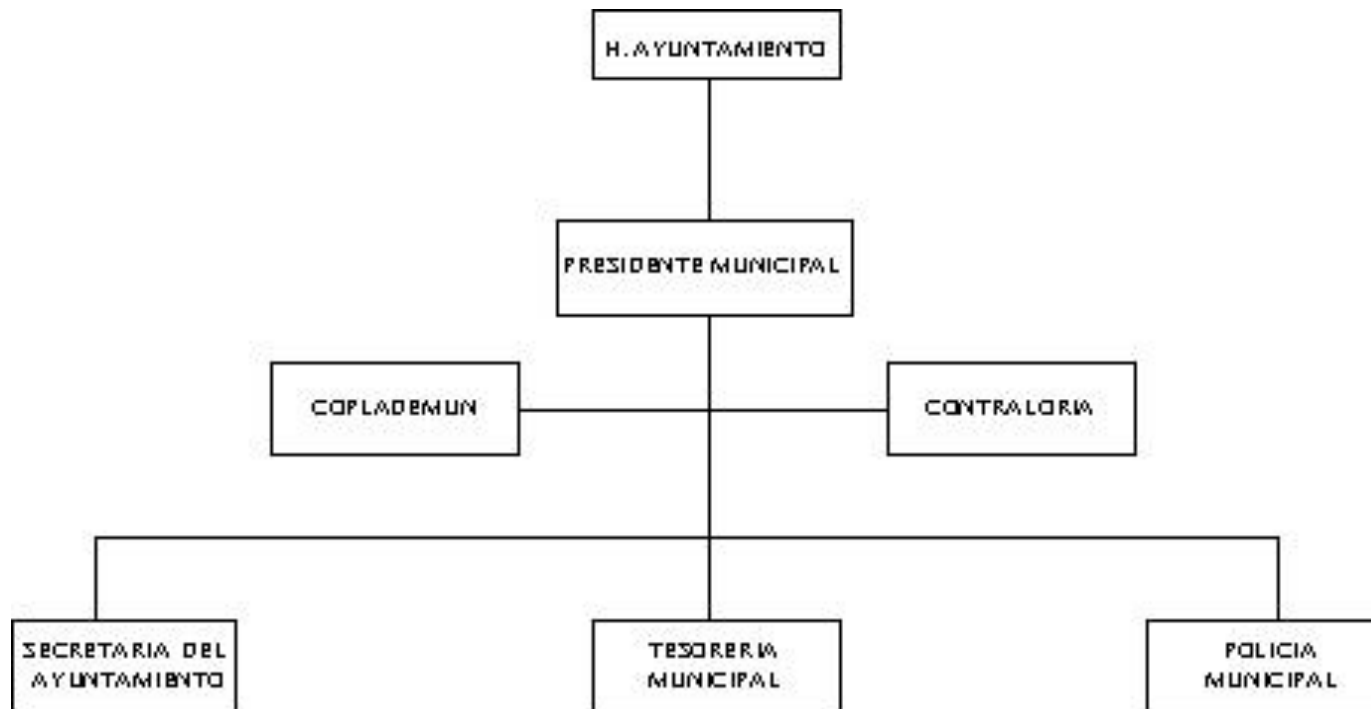 H. AYUNTAMIENTO
PRESIDENTE MUNICIPAL
COPLADEMUN
CONTRALORIA
SECRETARIA DEL
AYUNTAMIENTO
TESORERIA
MUNICIPAL
POLICIA
MUNICIPAL